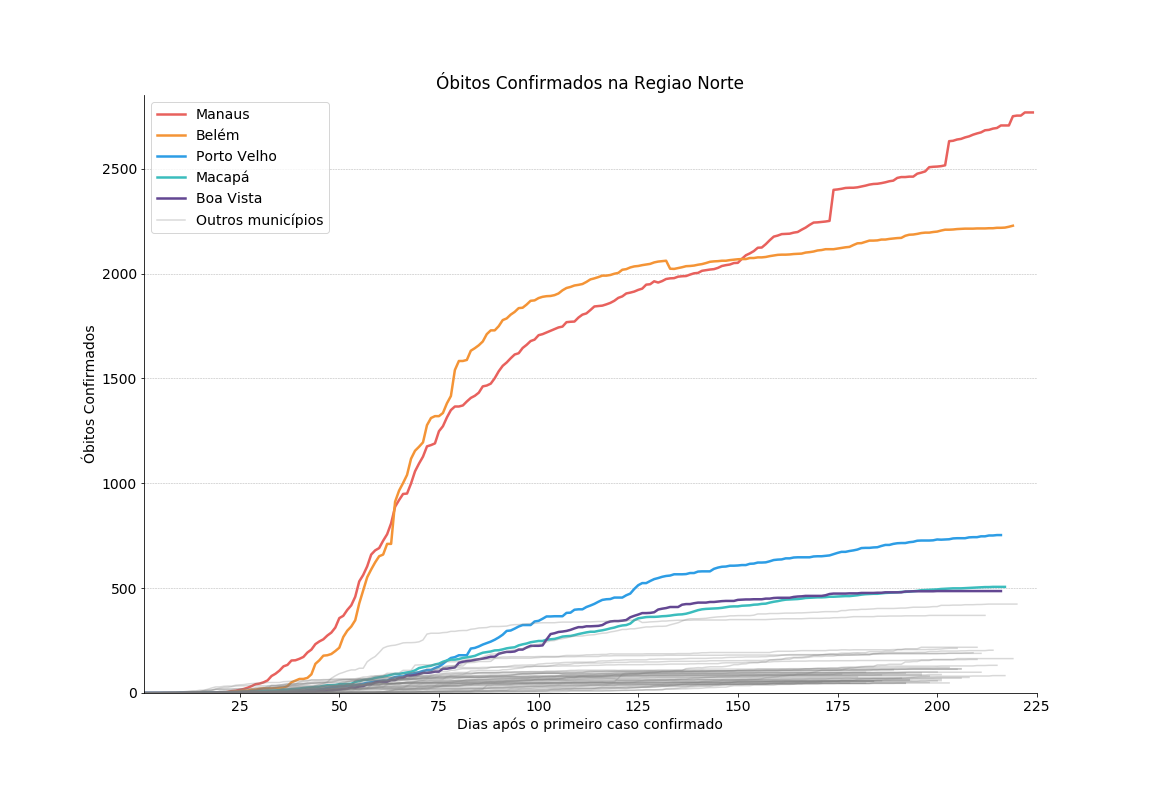 Óbitos Confirmados na Regiao Norte
Manaus
Belém
Porto Velho
Macapá
Boa Vista
Outros municípios
2500
2000
1500
1000
500
0
Óbitos Confirmados
25 50 75 100 125 150 175 200 225
Dias após o primeiro caso confirmado